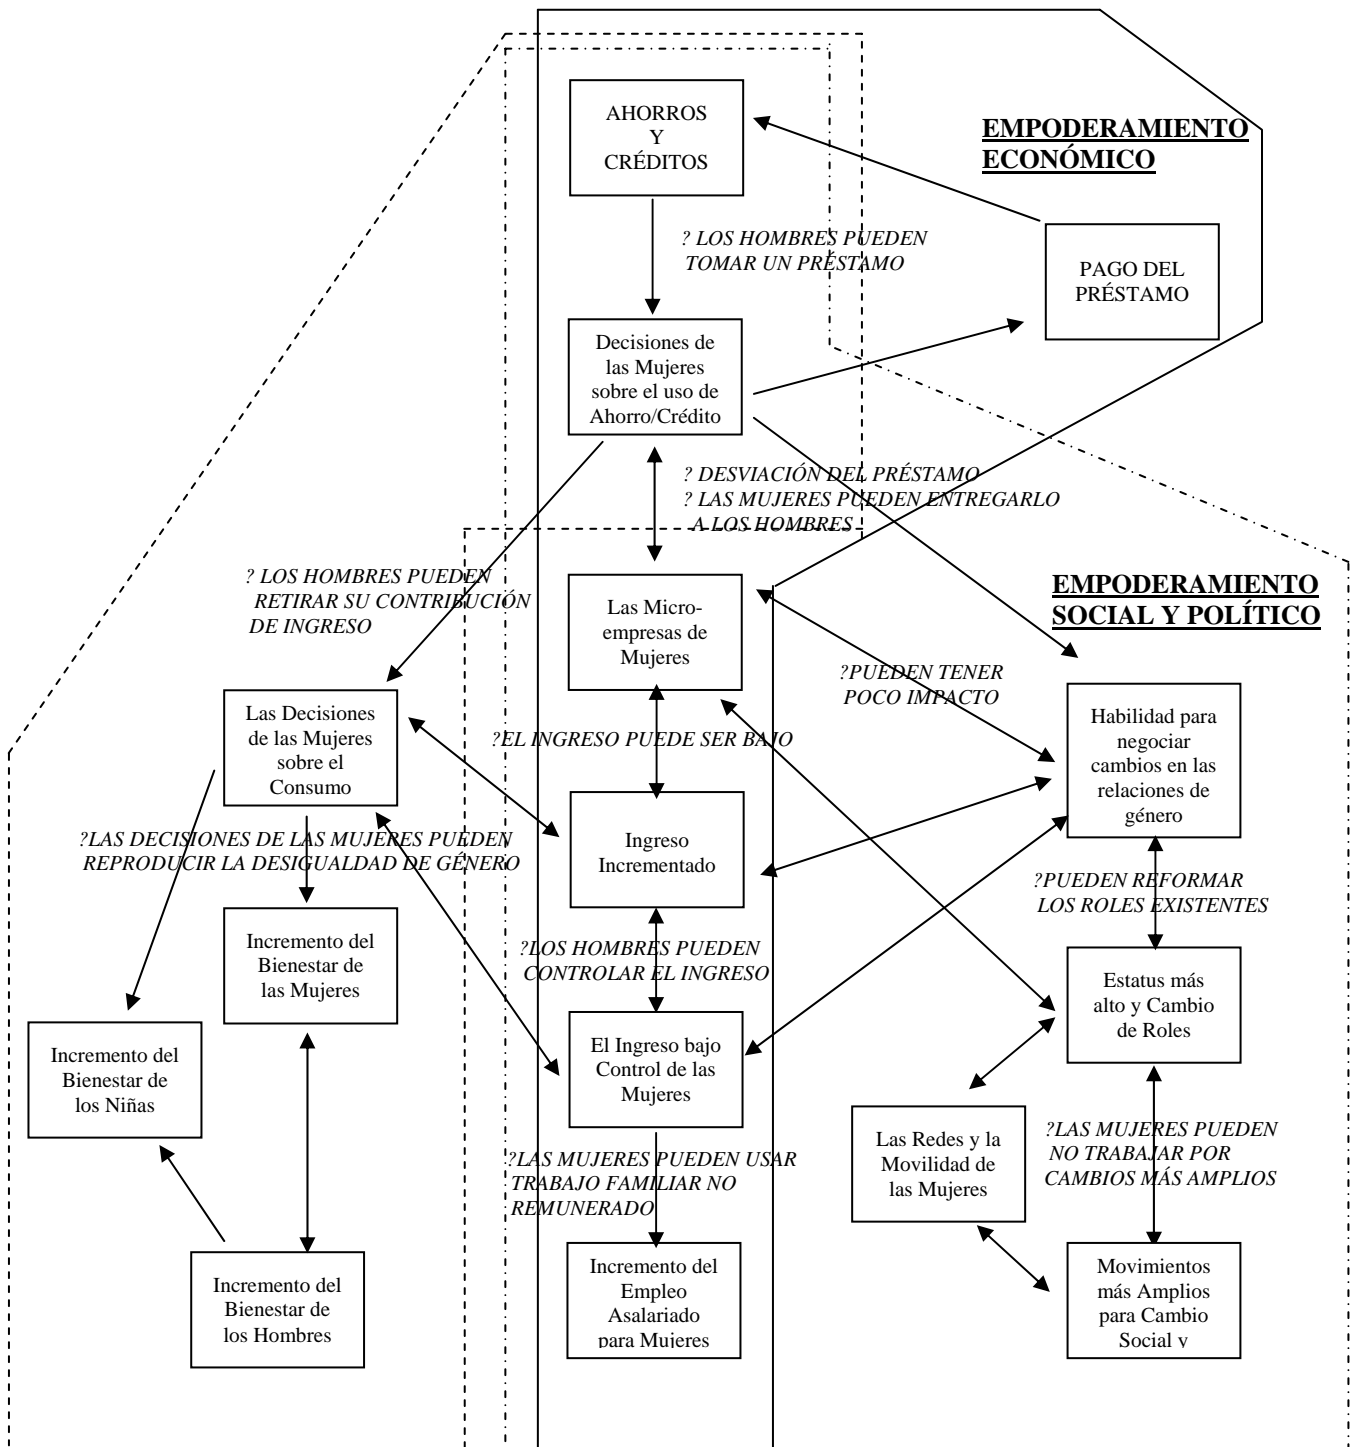 AHORROS
Y
CRÉDITOS
EMPODERAMIENTO
ECONÓMICO
? LOS HOMBRES PUEDEN
TOMAR UN PRÉSTAMO
PAGO DEL
PRÉSTAMO
Decisiones de
las Mujeres
sobre el uso de
Ahorro/Crédito
? DESVIACIÓN DEL PRÉSTAMO
? LAS MUJERES PUEDEN ENTREGARLO
A LOS HOMBRES
? LOS HOMBRES PUEDEN
RETIRAR SU CONTRIBUCIÓN
DE INGRESO
Las Micro-
empresas de
Mujeres
EMPODERAMIENTO
SOCIAL Y POLÍTICO
?PUEDEN TENER
POCO IMPACTO
Las Decisiones
de las Mujeres
sobre el
Consumo
?EL INGRESO PUEDE SER BAJO
Habilidad para
negociar
cambios en las
relaciones de
género
?LAS DECISIONES DE LAS MUJERES PUEDEN
REPRODUCIR LA DESIGUALDAD DE GÉNERO
Ingreso
Incrementado
?PUEDEN REFORMAR
LOS ROLES EXISTENTES
Incremento del
Bienestar de
las Mujeres
?LOS HOMBRES PUEDEN
CONTROLAR EL INGRESO
Estatus más
alto y Cambio
de Roles
Incremento del
Bienestar de
los Niñas
El Ingreso bajo
Control de las
Mujeres
Las Redes y la
Movilidad de
las Mujeres
?LAS MUJERES PUEDEN
NO TRABAJAR POR
CAMBIOS MÁS AMPLIOS
?LAS MUJERES PUEDEN USAR
TRABAJO FAMILIAR NO
REMUNERADO
Incremento del
Bienestar de
los Hombres
Incremento del
Empleo
Asalariado
para Mujeres
Movimientos
más Amplios
para Cambio
Social y